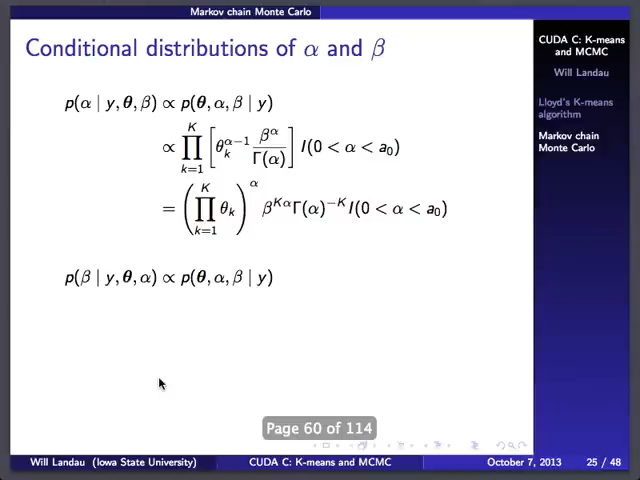 Markov chain Monte Carlo
Conditional distributions of α and β
p(α | y, θ, β) ∝ p(θ, α, β | y)
∝ ∏_{k=1}^{K} [θ_k^{α−1} β^α / Γ(α)] I(0 < α < a₀)
= (∏_{k=1}^{K} θ_k)^α β^{Kα} Γ(α)^{−K} I(0 < α < a₀)
p(β | y, θ, α) ∝ p(θ, α, β | y)
Page 60 of 114
CUDA C: K-means
and MCMC
Will Landau
Lloyd's K-means
algorithm
Markov chain
Monte Carlo
Will Landau (Iowa State University) CUDA C: K-means and MCMC October 7, 2013 25 / 48